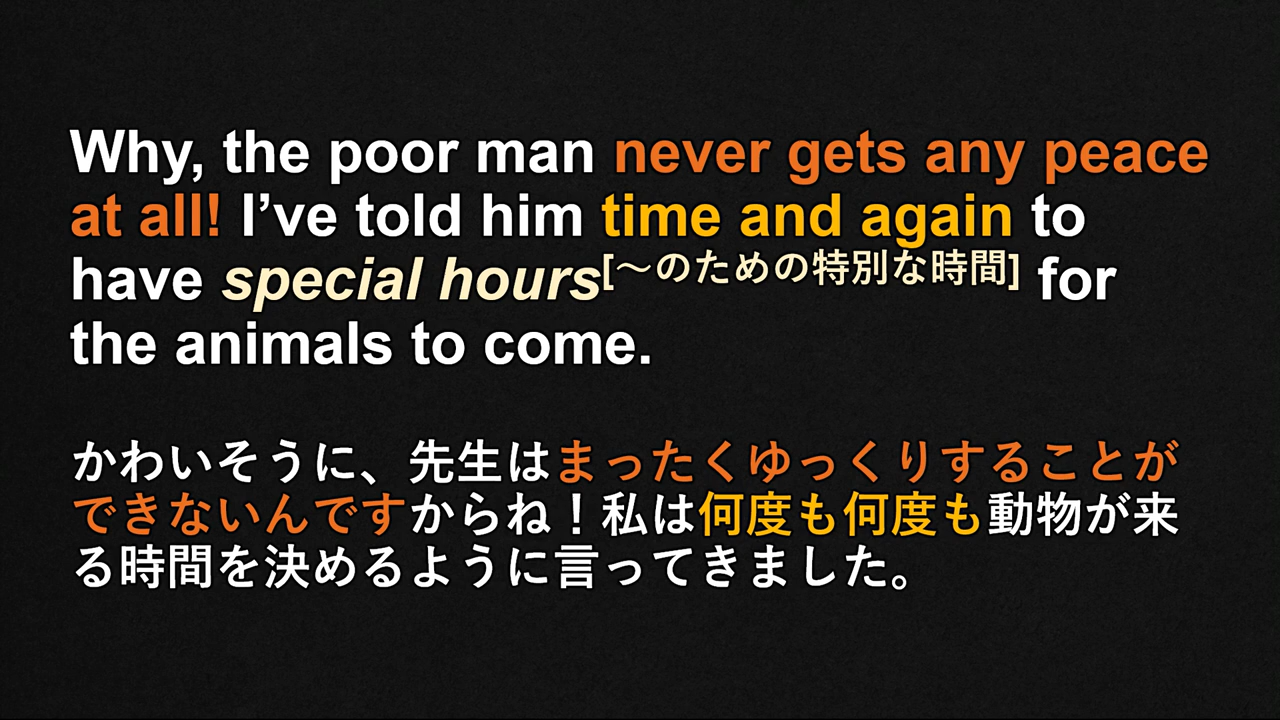 Why, the poor man never gets any peace
at all! I’ve told him time and again to
have special hours[～のための特別な時間] for
the animals to come.
かわいそうに、先生はまったくゆっくりすることが
できないんですからね！私は何度も何度も動物が来
る時間を決めるように言ってきました。